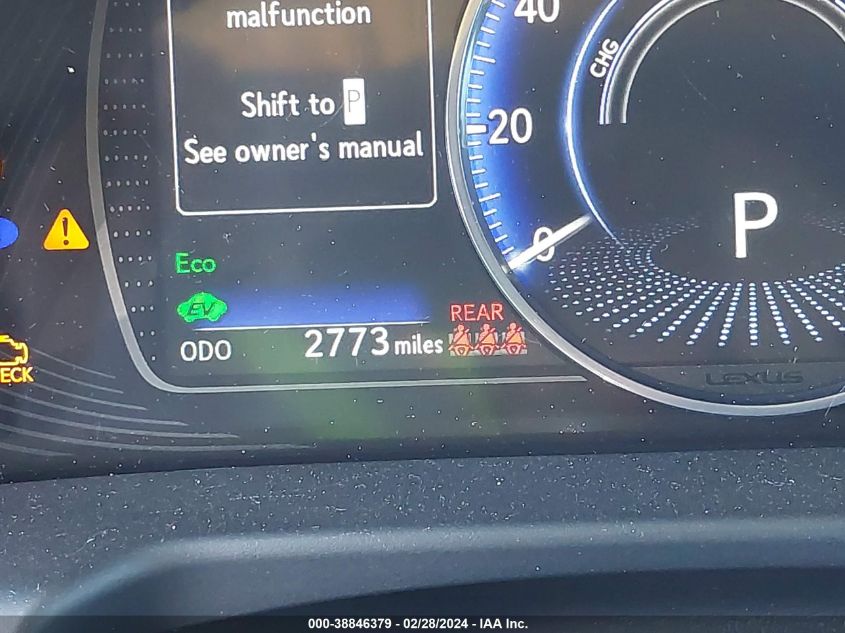 malfunction
Shift to P
See owner's manual
40
CHG
20
0
P
!
Eco
EV
REAR
ODO 2773 miles
ECK
LEXUS
000-38846379 - 02/28/2024 - IAA Inc.